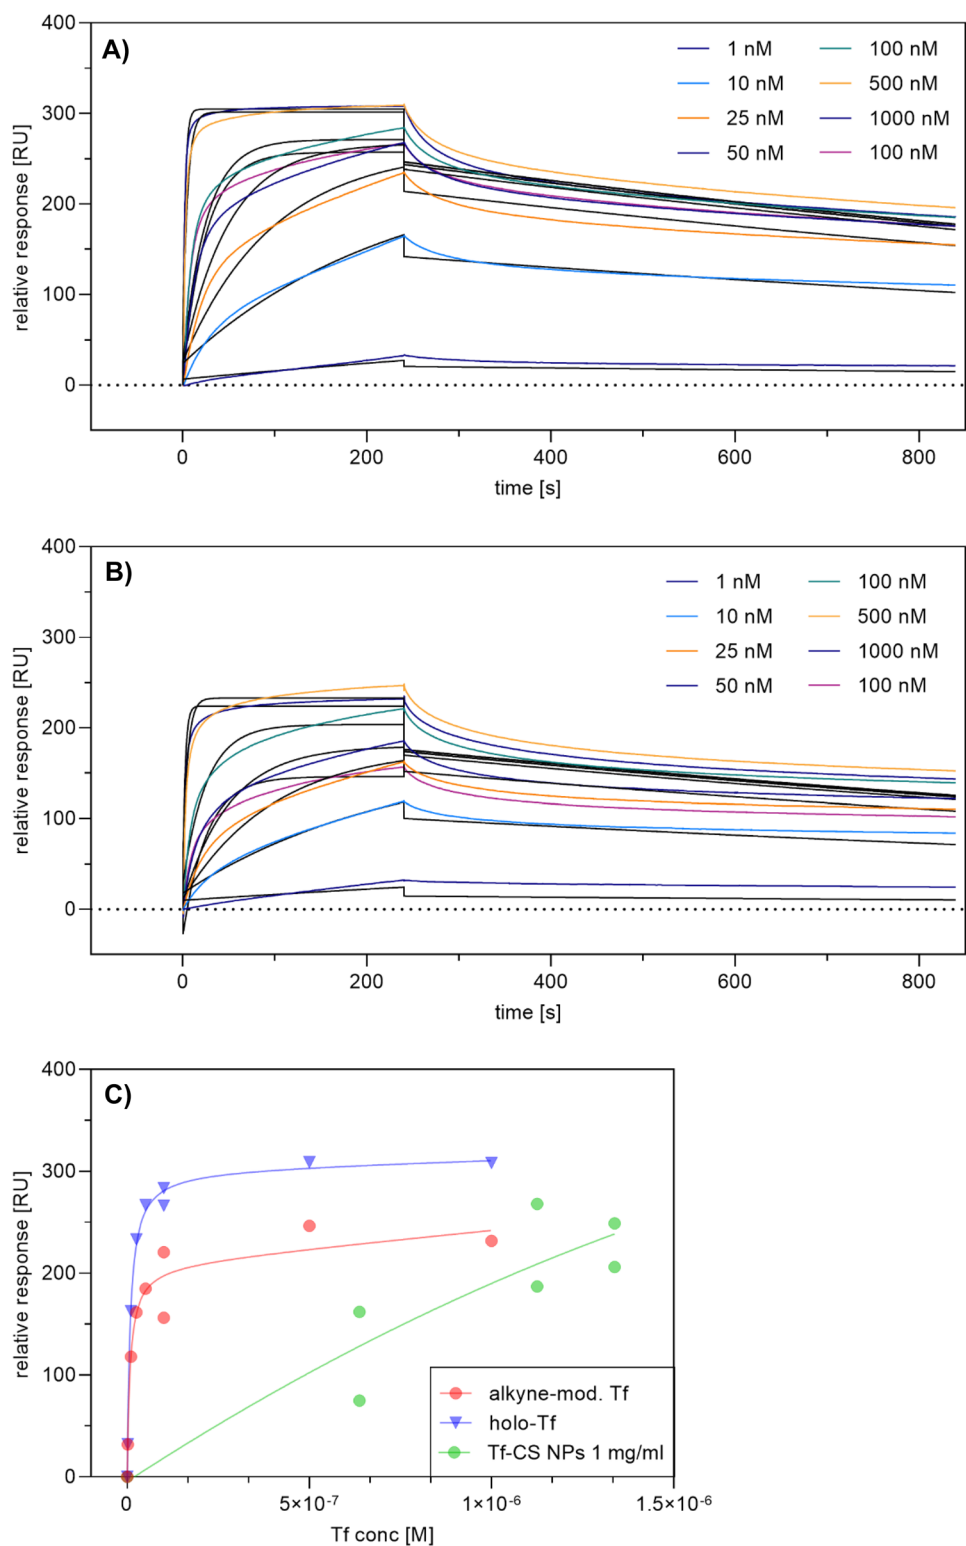 A)
400
300
200
100
0
relative response [RU]
1 nM
10 nM
25 nM
50 nM
100 nM
500 nM
1000 nM
100 nM
0
200
400
600
800
time [s]
B)
400
300
200
100
0
relative response [RU]
1 nM
10 nM
25 nM
50 nM
100 nM
500 nM
1000 nM
100 nM
0
200
400
600
800
time [s]
C)
400
300
200
100
0
relative response [RU]
alkyne-mod. Tf
holo-Tf
Tf-CS NPs 1 mg/ml
0
5×10⁻⁷
1×10⁻⁶
1.5×10⁻⁶
Tf conc [M]